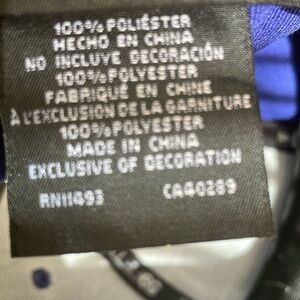 100% POLIÉSTER
HECHO EN CHINA
NO INCLUYE DECORACIÓN
100% POLYESTER
FABRIQUÉ EN CHINE
À L'EXCLUSION DE LA GARNITURE
100% POLYESTER
MADE IN CHINA
EXCLUSIVE OF DECORATION
RN11493 CA40289